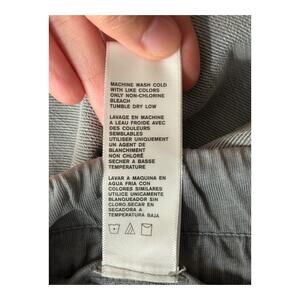 MACHINE WASH COLD
WITH LIKE COLORS
ONLY NON-CHLORINE
BLEACH
TUMBLE DRY LOW
LAVAGE EN MACHINE
A L'EAU FROIDE AVEC
DES COULEURS
SEMBLABLES
UTILISER UNIQUEMENT
UN AGENT DE
BLANCHIMENT
NON CHLORÉ
SECHER A BASSE
TEMPERATURE
LAVAR A MAQUINA EN
AGUA FRIA CON
COLORES SIMILARES
USE UNICAMENTE
BLANQUEADOR SIN
CLORO.SECAR EN
SECADORA A
TEMPERATURA BAJA